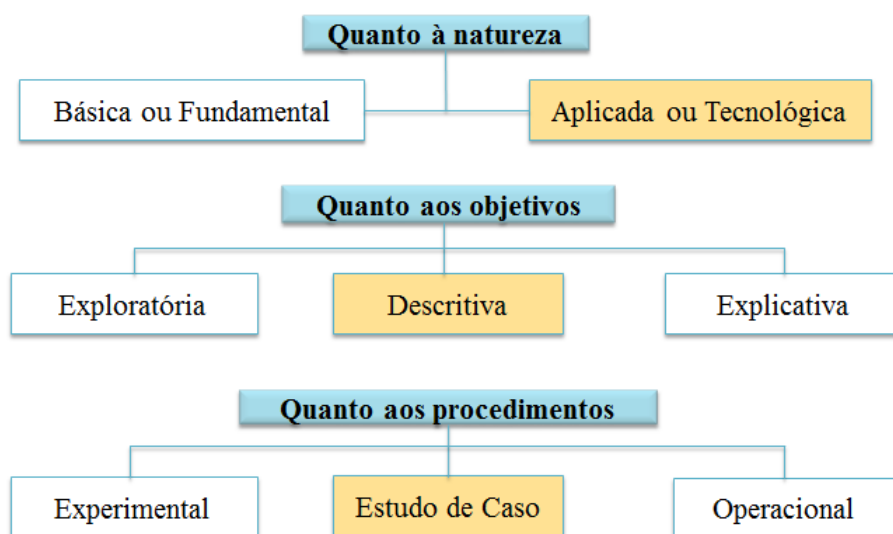 Quanto à natureza
Básica ou Fundamental
Aplicada ou Tecnológica
Quanto aos objetivos
Exploratória
Descritiva
Explicativa
Quanto aos procedimentos
Experimental
Estudo de Caso
Operacional